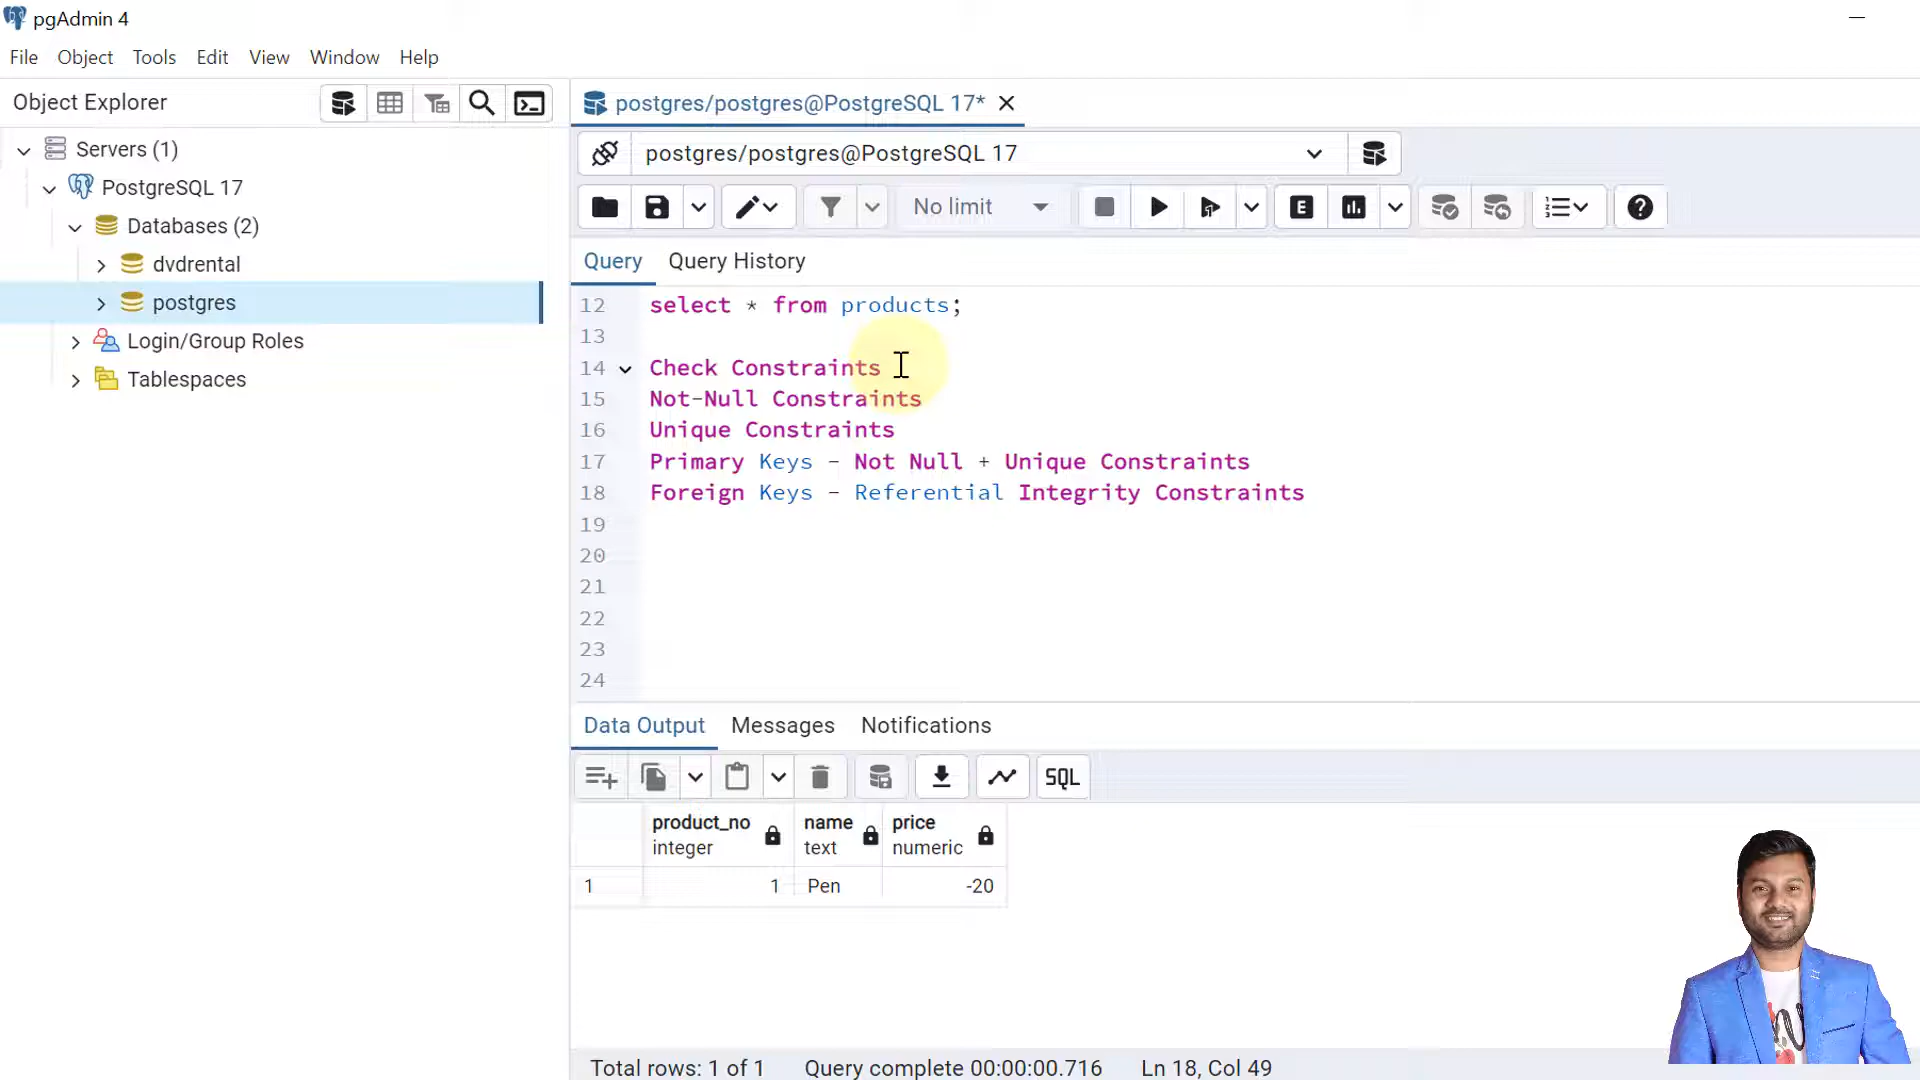 pgAdmin 4
File Object Tools Edit View Window Help
Object Explorer
Servers (1)
PostgreSQL 17
Databases (2)
dvdrental
postgres
Login/Group Roles
Tablespaces
postgres/postgres@PostgreSQL 17*
postgres/postgres@PostgreSQL 17
No limit
E
Query Query History
12 select * from products;
13
14 Check Constraints
15 Not-Null Constraints
16 Unique Constraints
17 Primary Keys - Not Null + Unique Constraints
18 Foreign Keys - Referential Integrity Constraints
19
20
21
22
23
24
Data Output Messages Notifications
SQL
product_no name price
integer text numeric
1 1 Pen -20
Total rows: 1 of 1 Query complete 00:00:00.716 Ln 18, Col 49